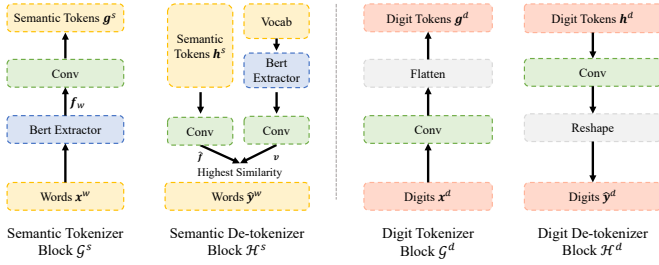 Semantic Tokens g^s
Conv
f_w
Bert Extractor
Words x^w
Semantic Tokenizer
Block 𝒢^s
Semantic
Tokens h^s
Vocab
Bert
Extractor
Conv
Conv
f̂
v
Highest Similarity
Words ŷ^w
Semantic De-tokenizer
Block ℋ^s
Digit Tokens g^d
Flatten
Conv
Digits x^d
Digit Tokenizer
Block 𝒢^d
Digit Tokens h^d
Conv
Reshape
Digits ŷ^d
Digit De-tokenizer
Block ℋ^d